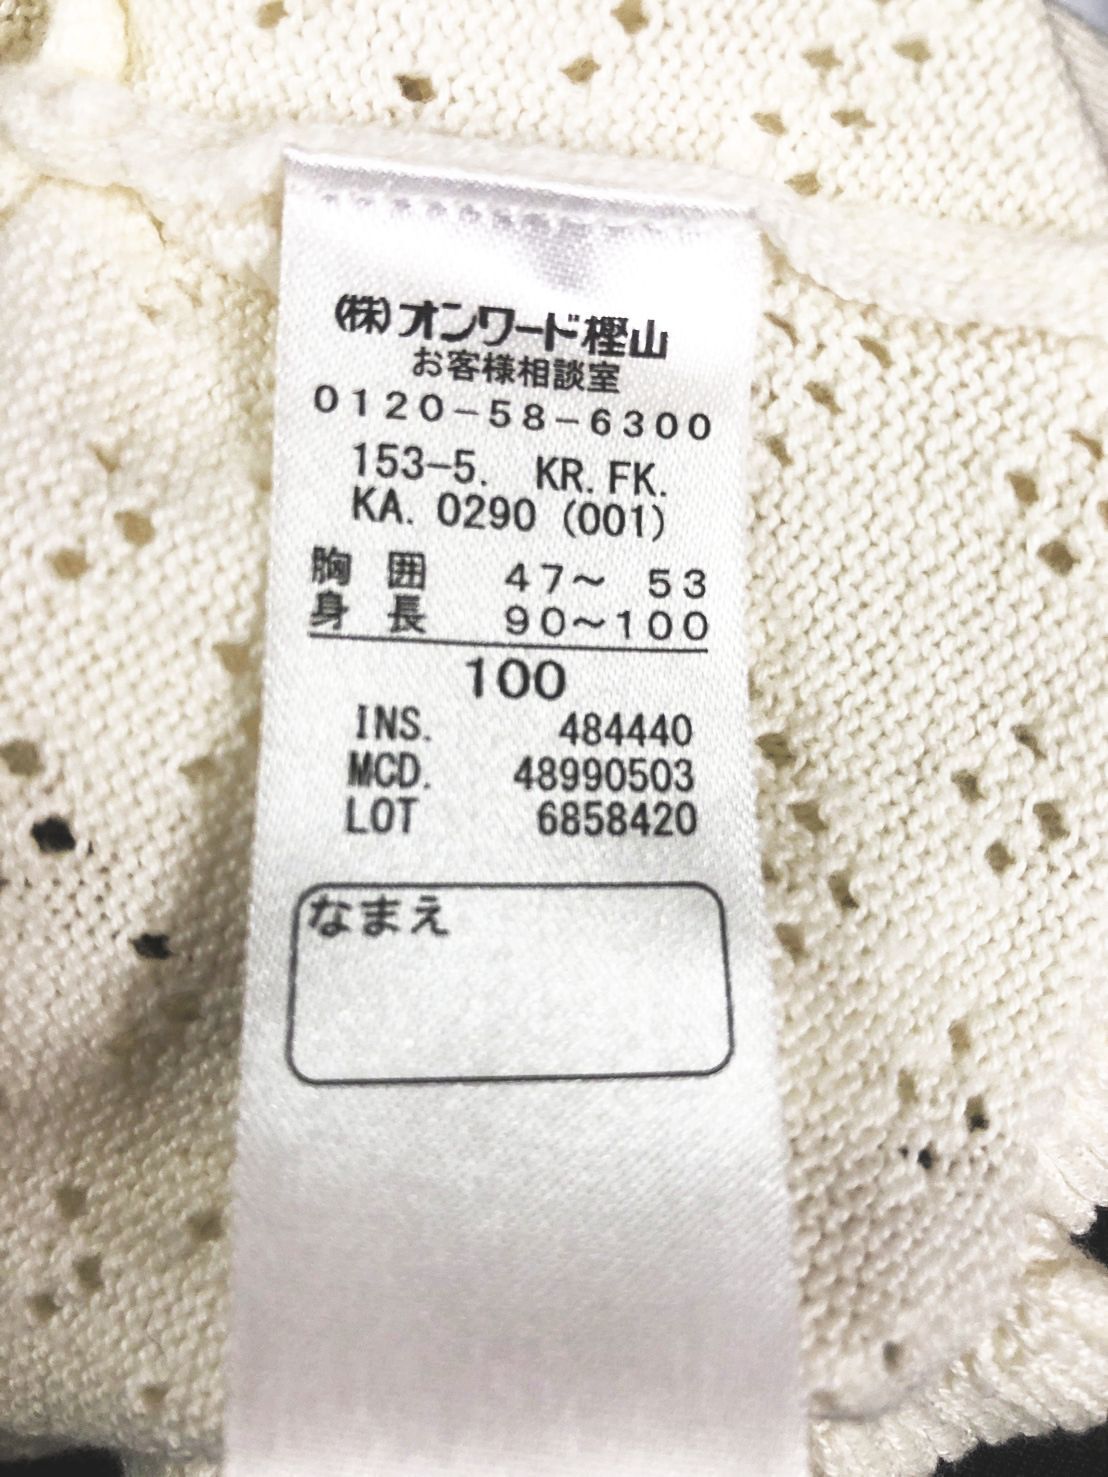 (株)オンワード樫山
お客様相談室
0120-58-6300
153-5. KR.FK.
KA.0290 (001)
胸囲 47〜 53
身長 90〜100
100
INS. 484440
MCD. 48990503
LOT 6858420
なまえ